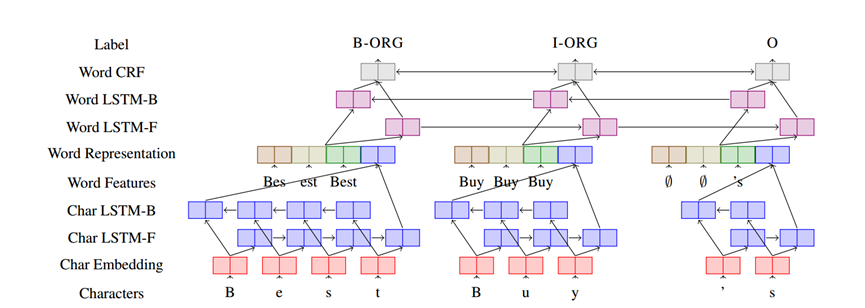 Label B-ORG I-ORG O
Word CRF
Word LSTM-B
Word LSTM-F
Word Representation
Word Features Bes est Best Buy Buy Buy ∅ ∅ 's
Char LSTM-B
Char LSTM-F
Char Embedding
Characters B e s t B u y ' s